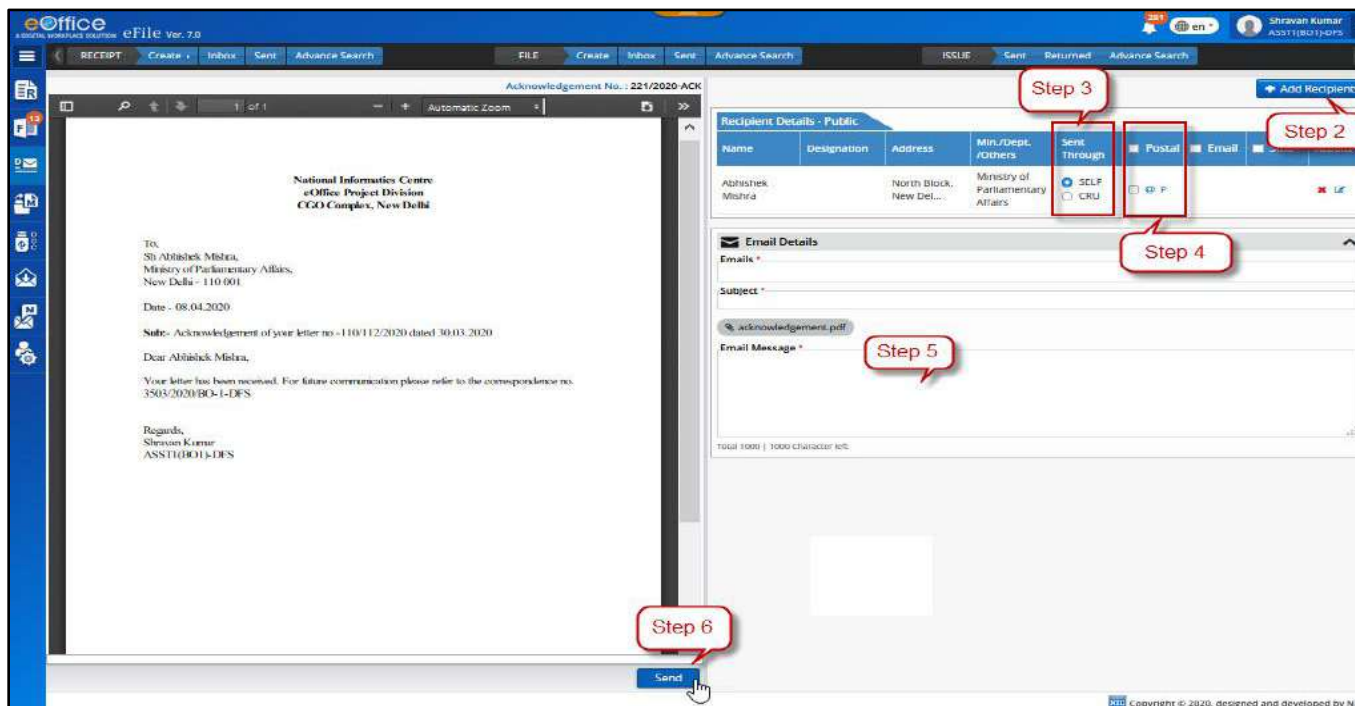 eOffice
A DIGITAL WORKPLACE SOLUTION
eFile Ver. 7.0
201
en
Shravan Kumar
ASST1(BO1)-DFS
RECEIPT Create Inbox Sent Advance Search
FILE Create Inbox Sent Advance Search
ISSUE Sent Returned Advance Search
Acknowledgement No. : 221/2020-ACK
1 of 1
Automatic Zoom
National Informatics Centre
eOffice Project Division
CGO Complex, New Delhi
To,
Sh Abhishek Mishra,
Ministry of Parliamentary Affairs,
New Delhi - 110 001
Date - 08.04.2020
Sub:- Acknowledgement of your letter no -110/112/2020 dated 30.03.2020
Dear Abhishek Mishra,
Your letter has been received. For future communication please refer to the correspondence no.
3503/2020/BO-1-DFS
Regards,
Shravan Kumar
ASST1(BO1)-DFS
Step 6
Send
Step 3
Add Recipient
Step 2
Recipient Details - Public
Name Designation Address Min./Dept. /Others Sent Through Postal Email
Abhishek Mishra North Block, New Del... Ministry of Parliamentary Affairs SELF CRU P
Step 4
Email Details
Emails *
Subject *
acknowledgement.pdf
Email Message *
Step 5
Total 1000 | 1000 Character left
13
Copyright © 2020, designed and developed by N